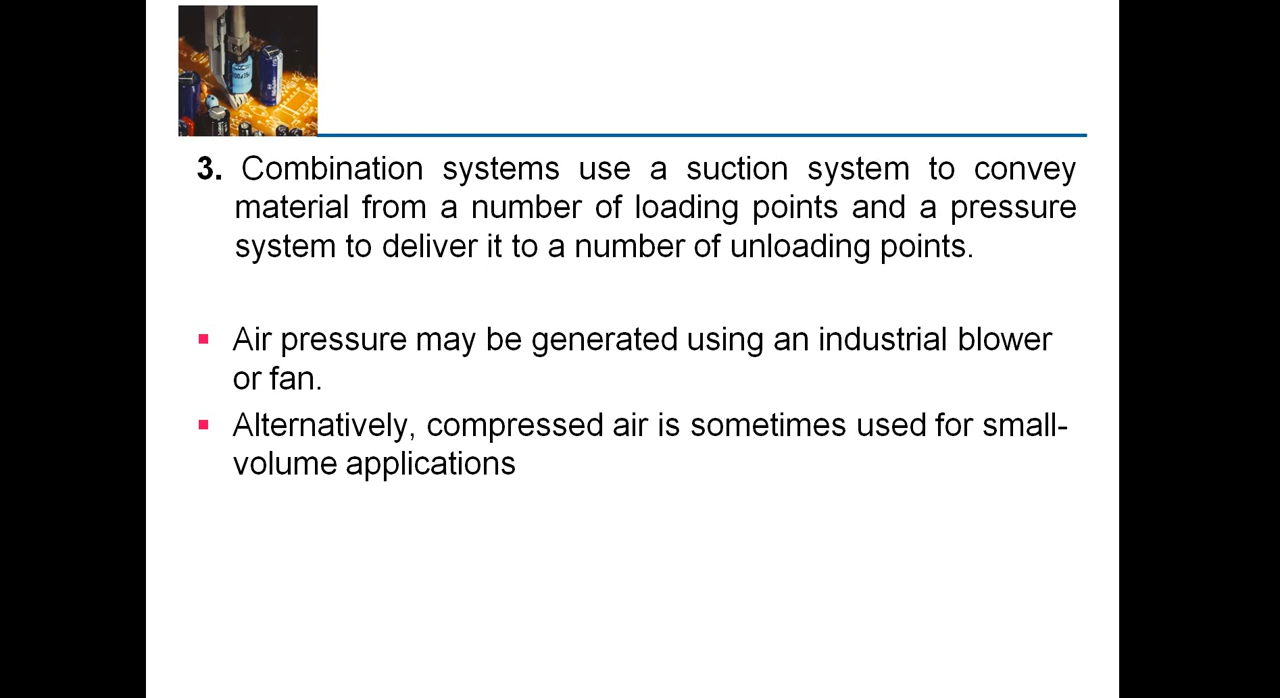 3. Combination systems use a suction system to convey
material from a number of loading points and a pressure
system to deliver it to a number of unloading points.
▪ Air pressure may be generated using an industrial blower
or fan.
▪ Alternatively, compressed air is sometimes used for small-
volume applications